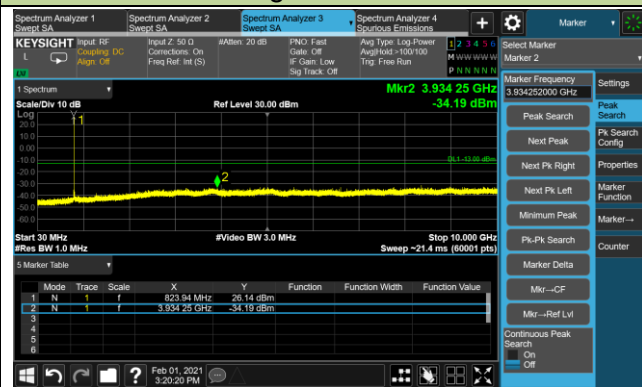 Spectrum Analyzer 1
Swept SA
Spectrum Analyzer 2
Swept SA
Spectrum Analyzer 3
Swept SA
Spectrum Analyzer 4
Spurious Emissions
Marker
KEYSIGHT
L
LNI
Input: RF
Coupling: DC
Align: Off
Input Z: 50 Ω
Corrections: On
Freq Ref: Int (S)
#Atten: 20 dB
PNO: Fast
Gate: Off
IF Gain: Low
Sig Track: Off
Avg Type: Log-Power
Avg|Hold:>100/100
Trig: Free Run
1 2 3 4 5 6
M W W W W W
P N N N N N
Select Marker
Marker 2
1 Spectrum
Mkr2 3.934 25 GHz
Scale/Div 10 dB
Ref Level 30.00 dBm
-34.19 dBm
Log
20.0
10.0
0.00
-10.0
-20.0
-30.0
-40.0
-50.0
-60.0
1
2
DL1 -13.00 dBm
Start 30 MHz
#Video BW 3.0 MHz
Stop 10.000 GHz
#Res BW 1.0 MHz
Sweep ~21.4 ms (60001 pts)
5 Marker Table
Mode Trace Scale X Y Function Function Width Function Value
1 N 1 f 823.94 MHz 26.14 dBm
2 N 1 f 3.934 25 GHz -34.19 dBm
3
4
5
6
Marker Frequency
3.934252000 GHz
Peak Search
Next Peak
Next Pk Right
Next Pk Left
Minimum Peak
Pk-Pk Search
Marker Delta
Mkr→CF
Mkr→Ref Lvl
Continuous Peak
Search
On
Off
Settings
Peak
Search
Pk Search
Config
Properties
Marker
Function
Marker→
Counter
?
Feb 01, 2021
3:20:20 PM